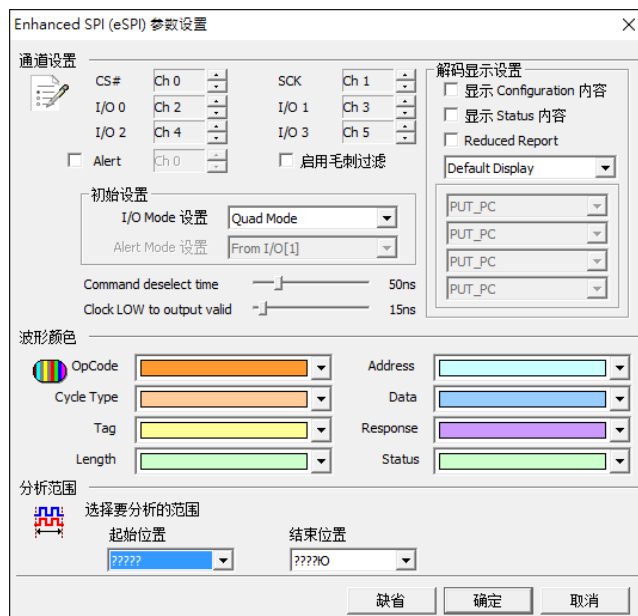 Enhanced SPI (eSPI) 参数设置
通道设置
CS# Ch 0 SCK Ch 1
I/O 0 Ch 2 I/O 1 Ch 3
I/O 2 Ch 4 I/O 3 Ch 5
Alert Ch 0 启用毛刺过滤
初始设置
I/O Mode 设置 Quad Mode
Alert Mode 设置 From I/O[1]
Command deselect time 50ns
Clock LOW to output valid 15ns
解码显示设置
显示 Configuration 内容
显示 Status 内容
Reduced Report
Default Display
PUT_PC
PUT_PC
PUT_PC
PUT_PC
波形颜色
OpCode Address
Cycle Type Data
Tag Response
Length Status
分析范围
选择要分析的范围
起始位置 结束位置
????? ????Ю
缺省 确定 取消